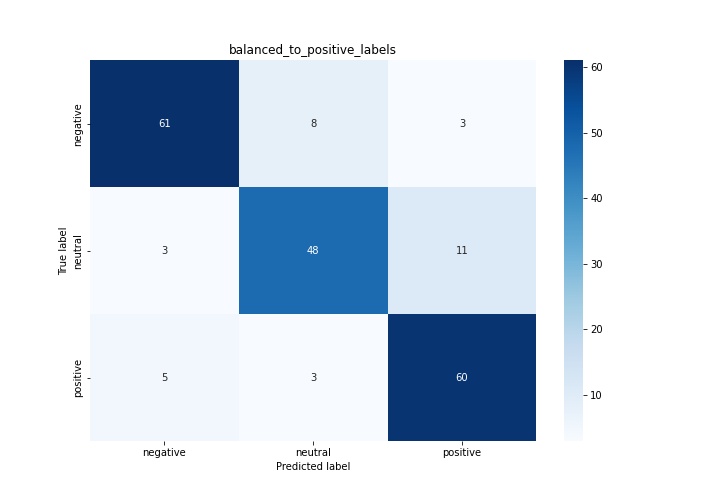 balanced_to_positive_labels
negative
61
8
3
60
50
True label
neutral
3
48
11
40
30
positive
5
3
60
20
10
negative
neutral
positive
Predicted label